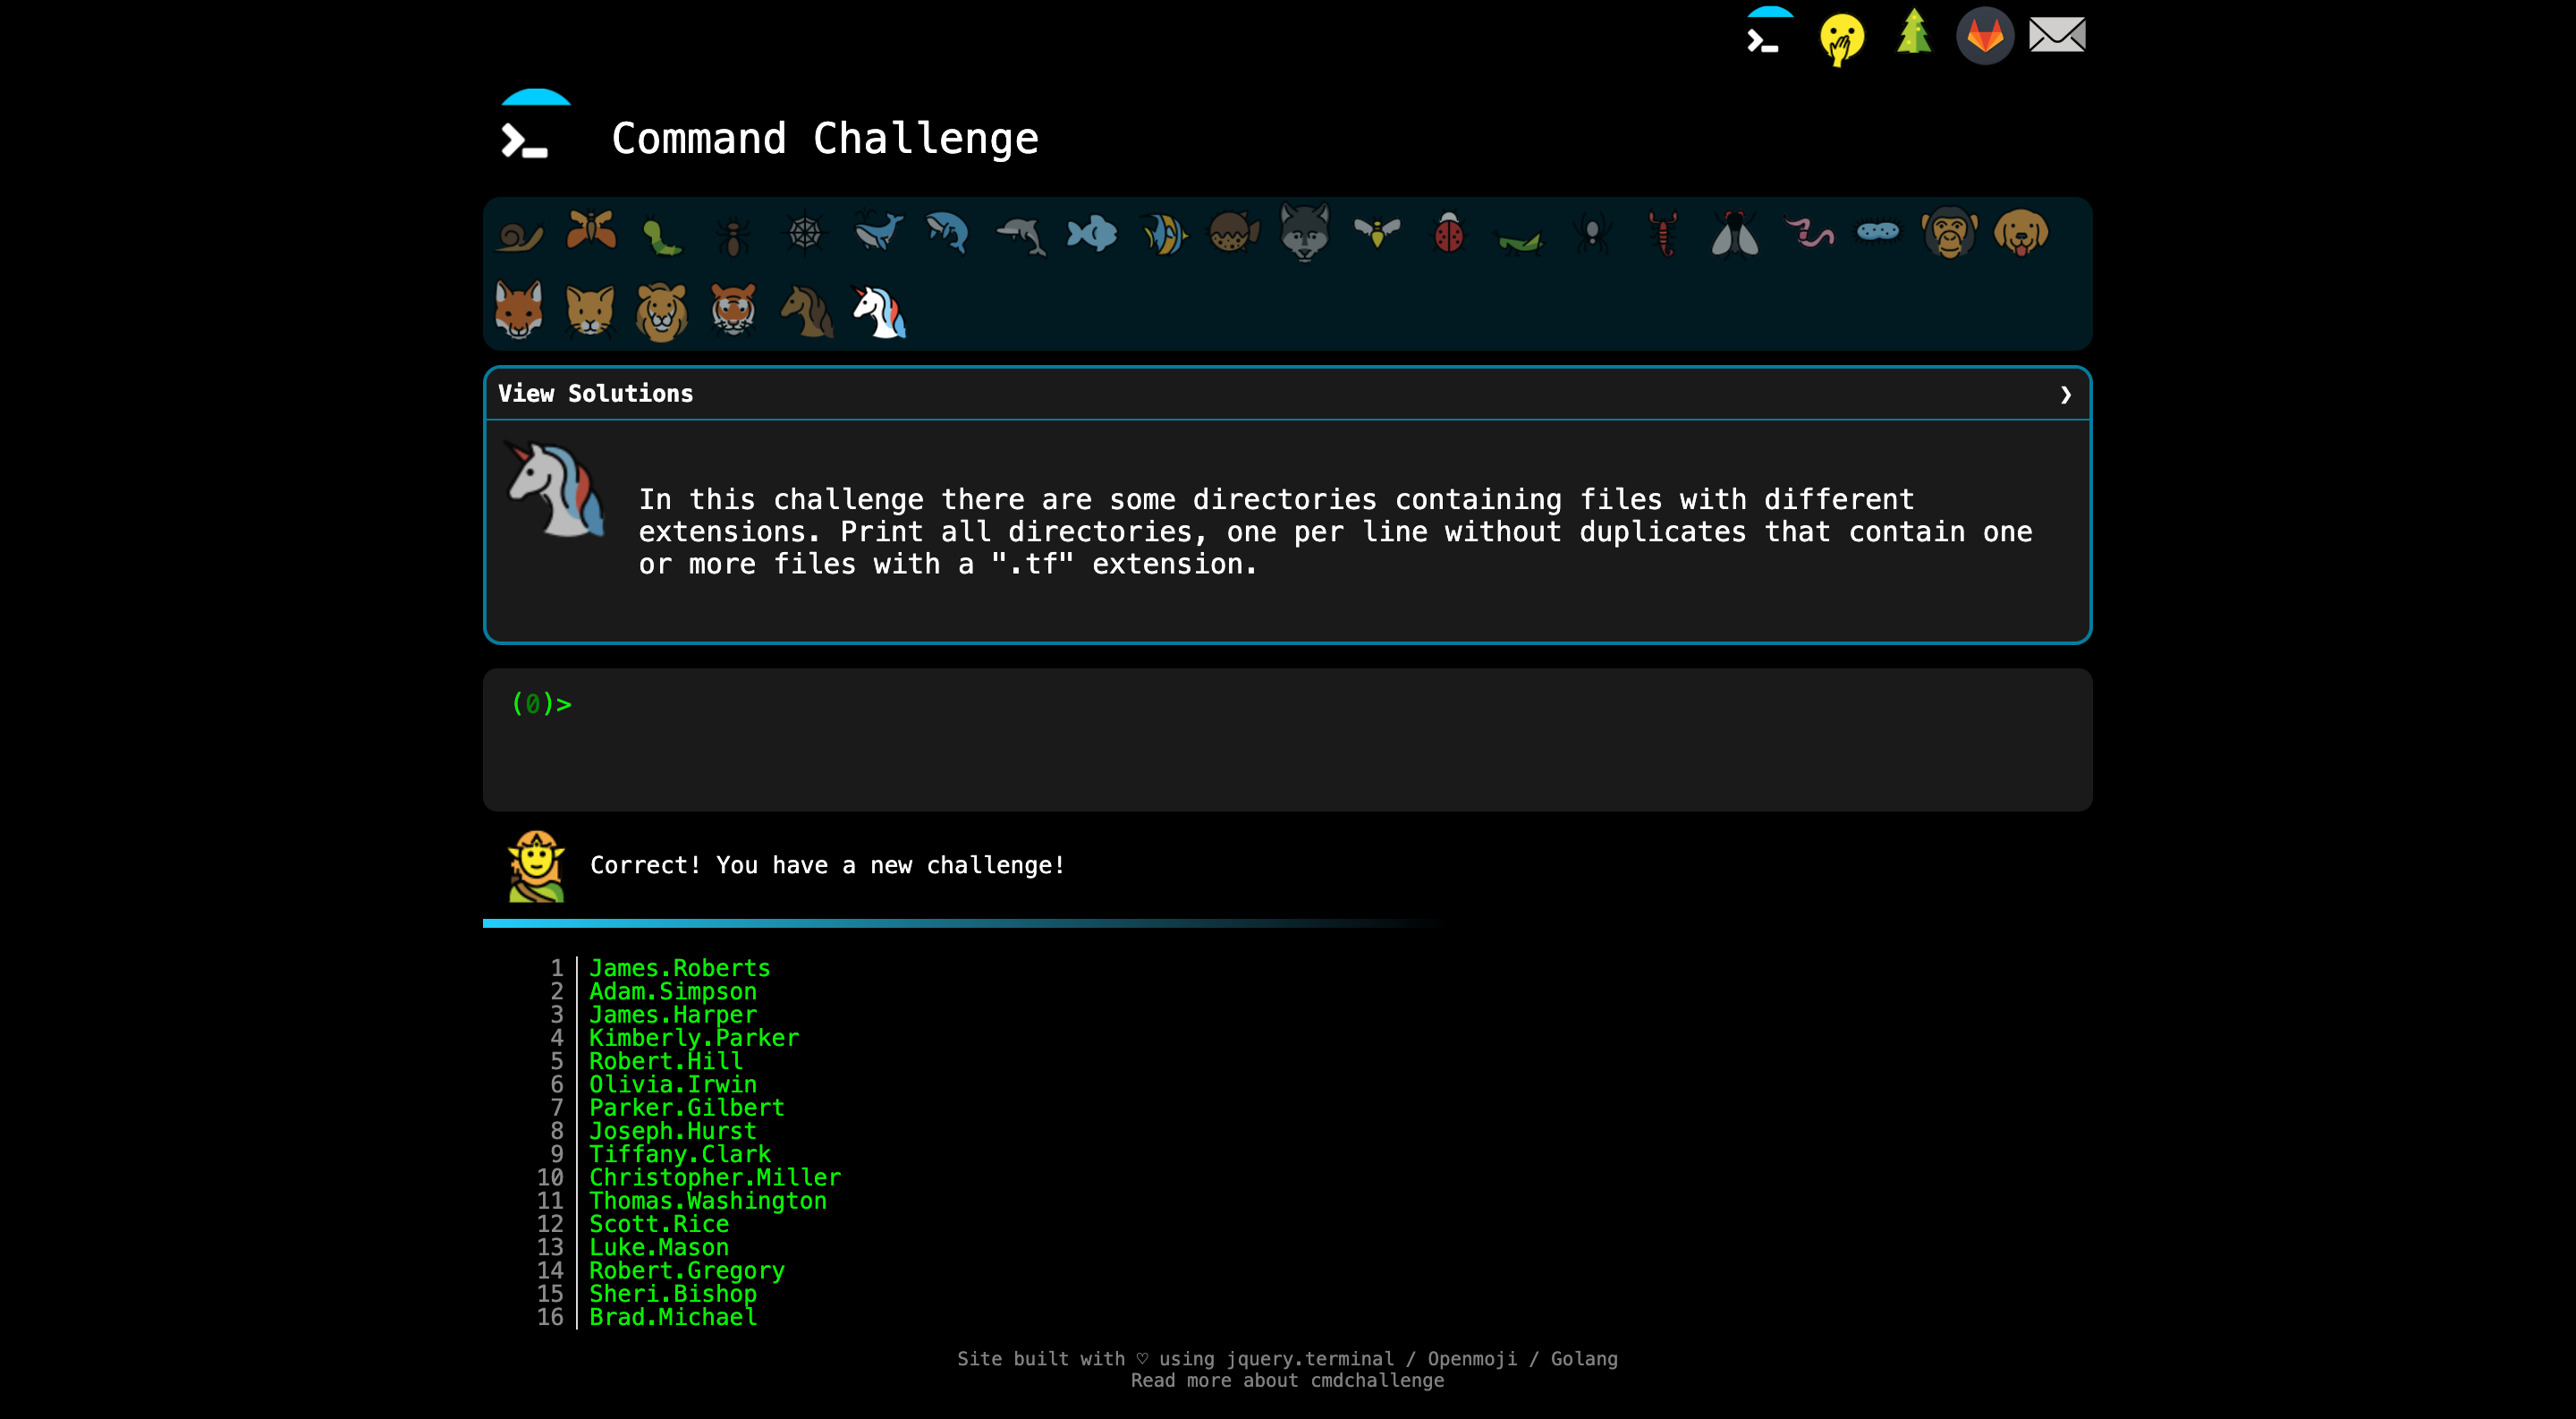 Command Challenge
View Solutions ❯
In this challenge there are some directories containing files with different
extensions. Print all directories, one per line without duplicates that contain one
or more files with a ".tf" extension.
(0)>
Correct! You have a new challenge!
1 James.Roberts
2 Adam.Simpson
3 James.Harper
4 Kimberly.Parker
5 Robert.Hill
6 Olivia.Irwin
7 Parker.Gilbert
8 Joseph.Hurst
9 Tiffany.Clark
10 Christopher.Miller
11 Thomas.Washington
12 Scott.Rice
13 Luke.Mason
14 Robert.Gregory
15 Sheri.Bishop
16 Brad.Michael
Site built with ♡ using jquery.terminal / Openmoji / Golang
Read more about cmdchallenge